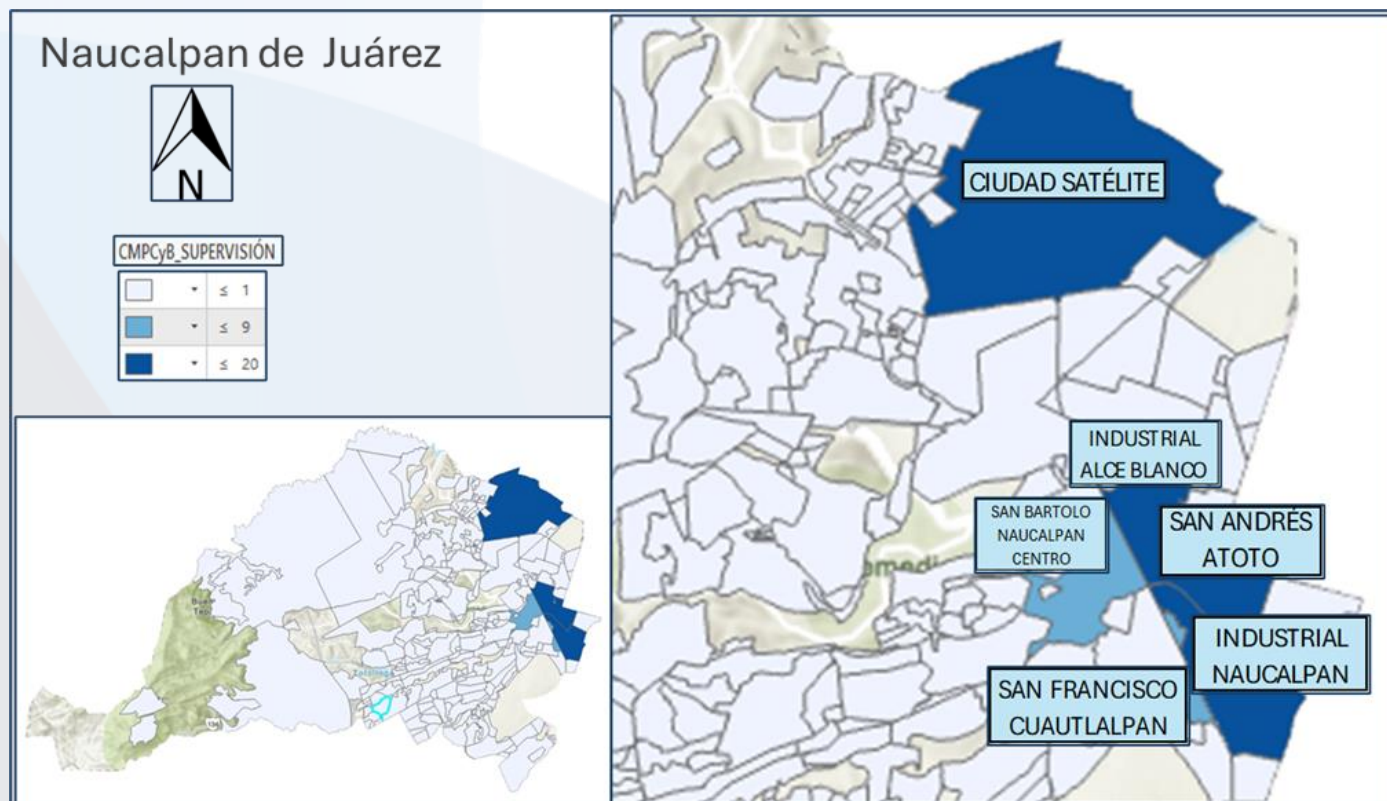 Naucalpan de Juárez
N
CMPCyB_SUPERVISIÓN
≤ 1
≤ 9
≤ 20
CIUDAD SATÉLITE
INDUSTRIAL
ALCE BLANCO
SAN BARTOLO
NAUCALPAN
CENTRO
SAN ANDRÉS
ATOTO
INDUSTRIAL
NAUCALPAN
SAN FRANCISCO
CUAUTLALPAN